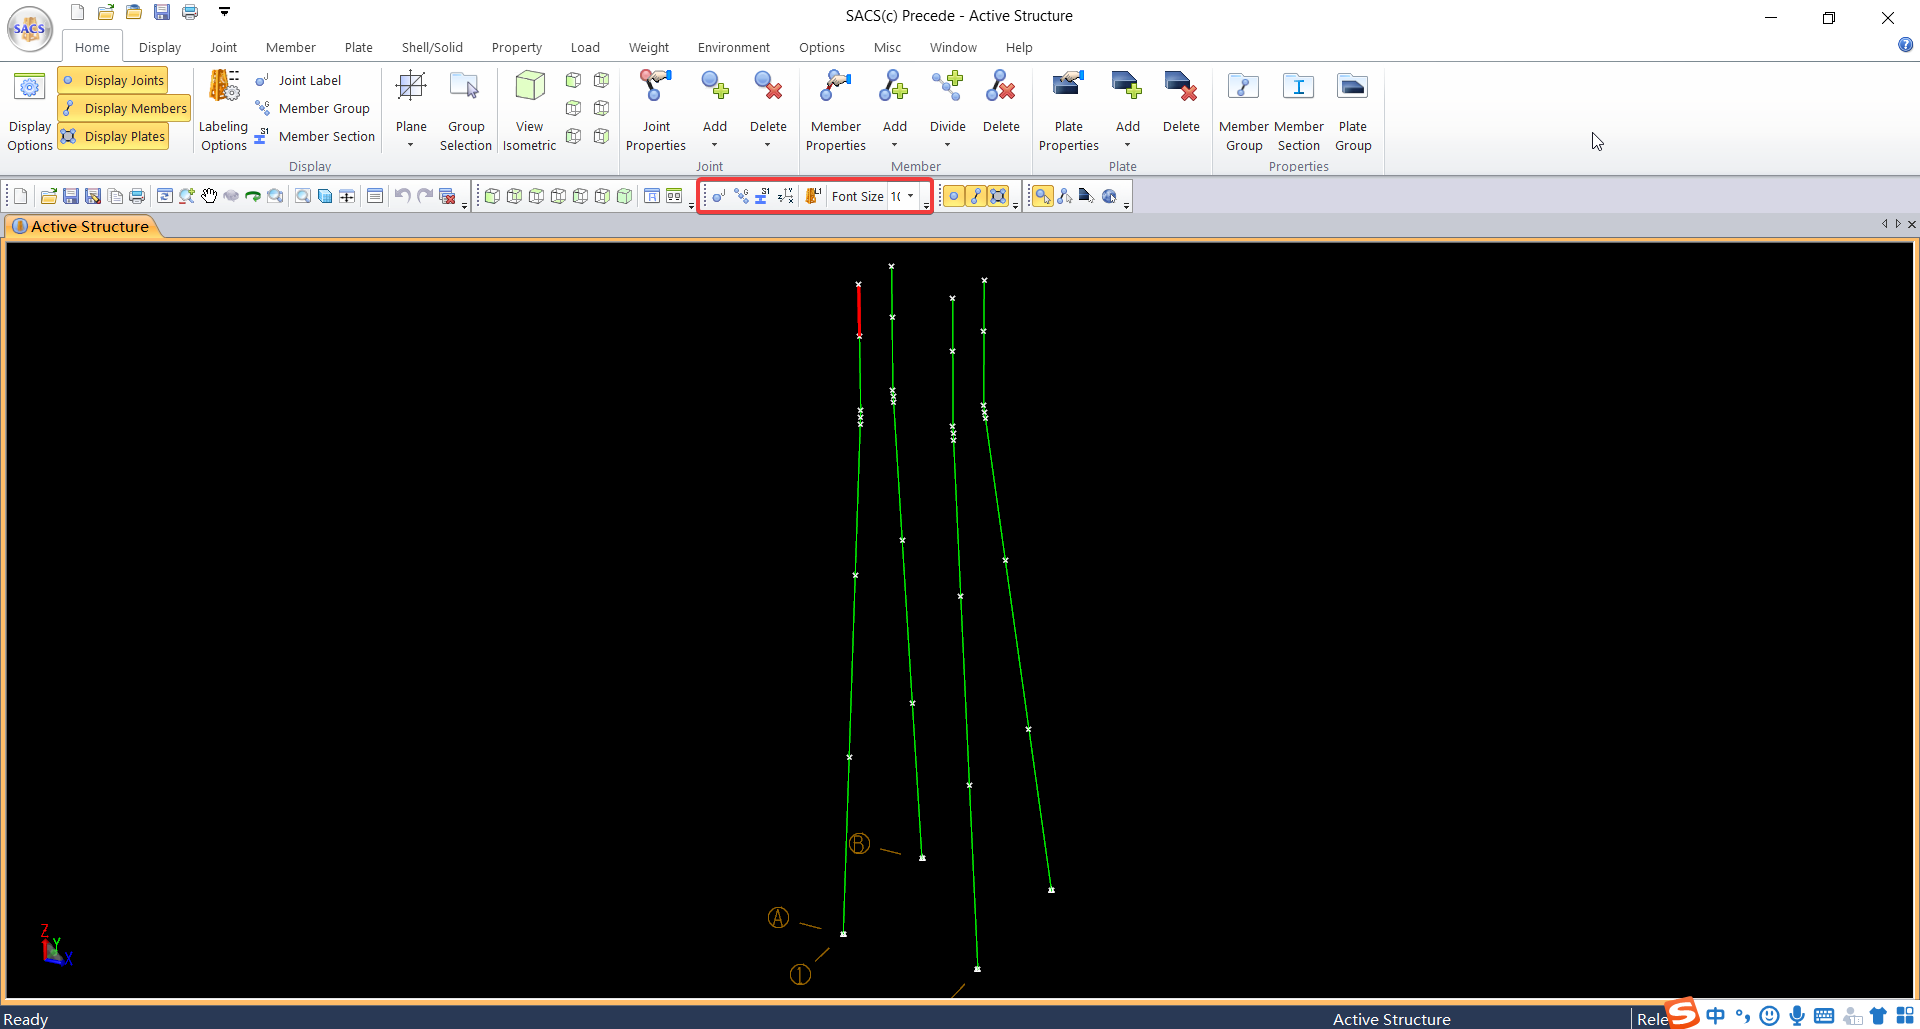 SACS(c) Precede - Active Structure
SACS
Home Display Joint Member Plate Shell/Solid Property Load Weight Environment Options Misc Window Help
Display Options
Display Joints
Display Members
Display Plates
Labeling Options
Joint Label
Member Group
Member Section
Display
Plane
Group Selection
View Isometric
Joint Properties
Add
Delete
Joint
Member Properties
Add
Divide
Delete
Member
Plate Properties
Add
Delete
Plate
Member Group
Member Section
Plate Group
Properties
Font Size 10
Active Structure
B
A
1
Z
Y
X
Ready
Active Structure
Rele
中